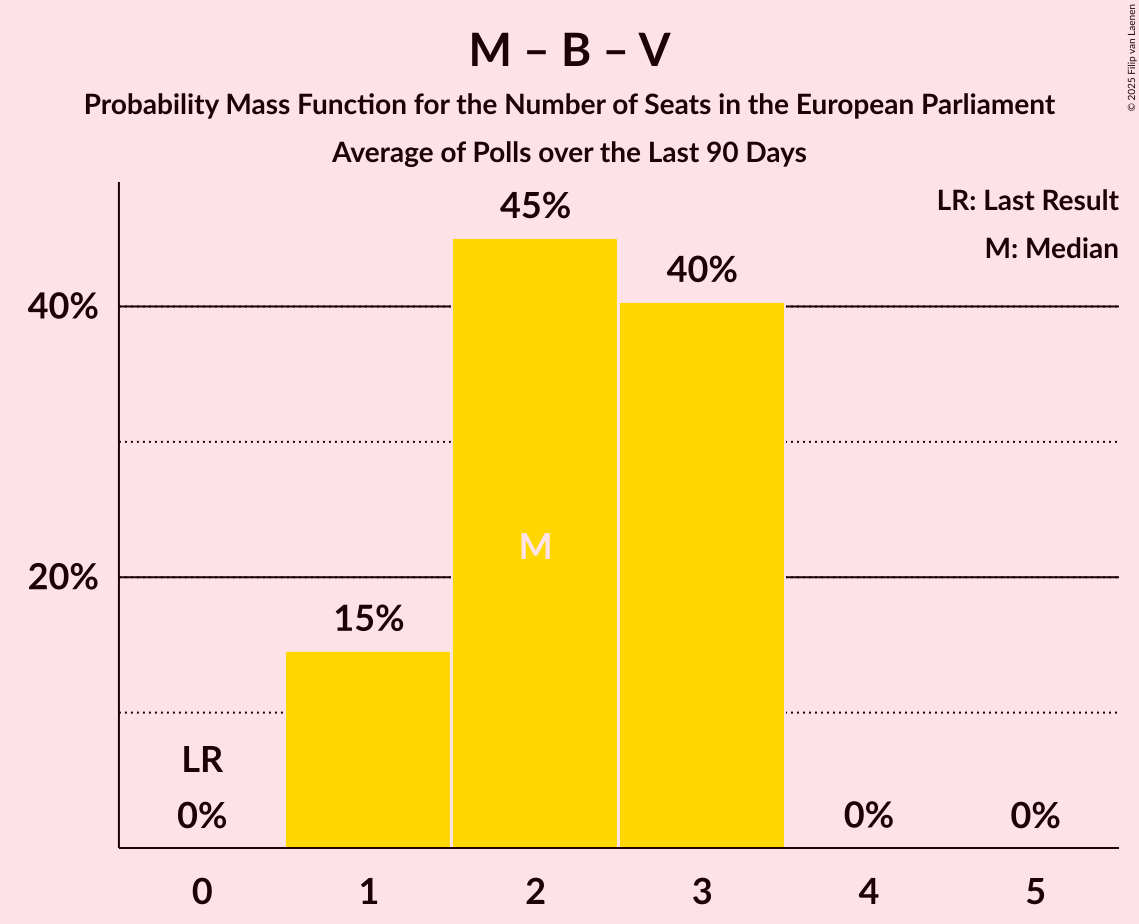 M – B – V
Probability Mass Function for the Number of Seats in the European Parliament
Average of Polls over the Last 90 Days
© 2025 Filip van Laenen
LR: Last Result
M: Median
45%
40%
40%
M
20%
15%
LR
0%
0%
0%
0 1 2 3 4 5